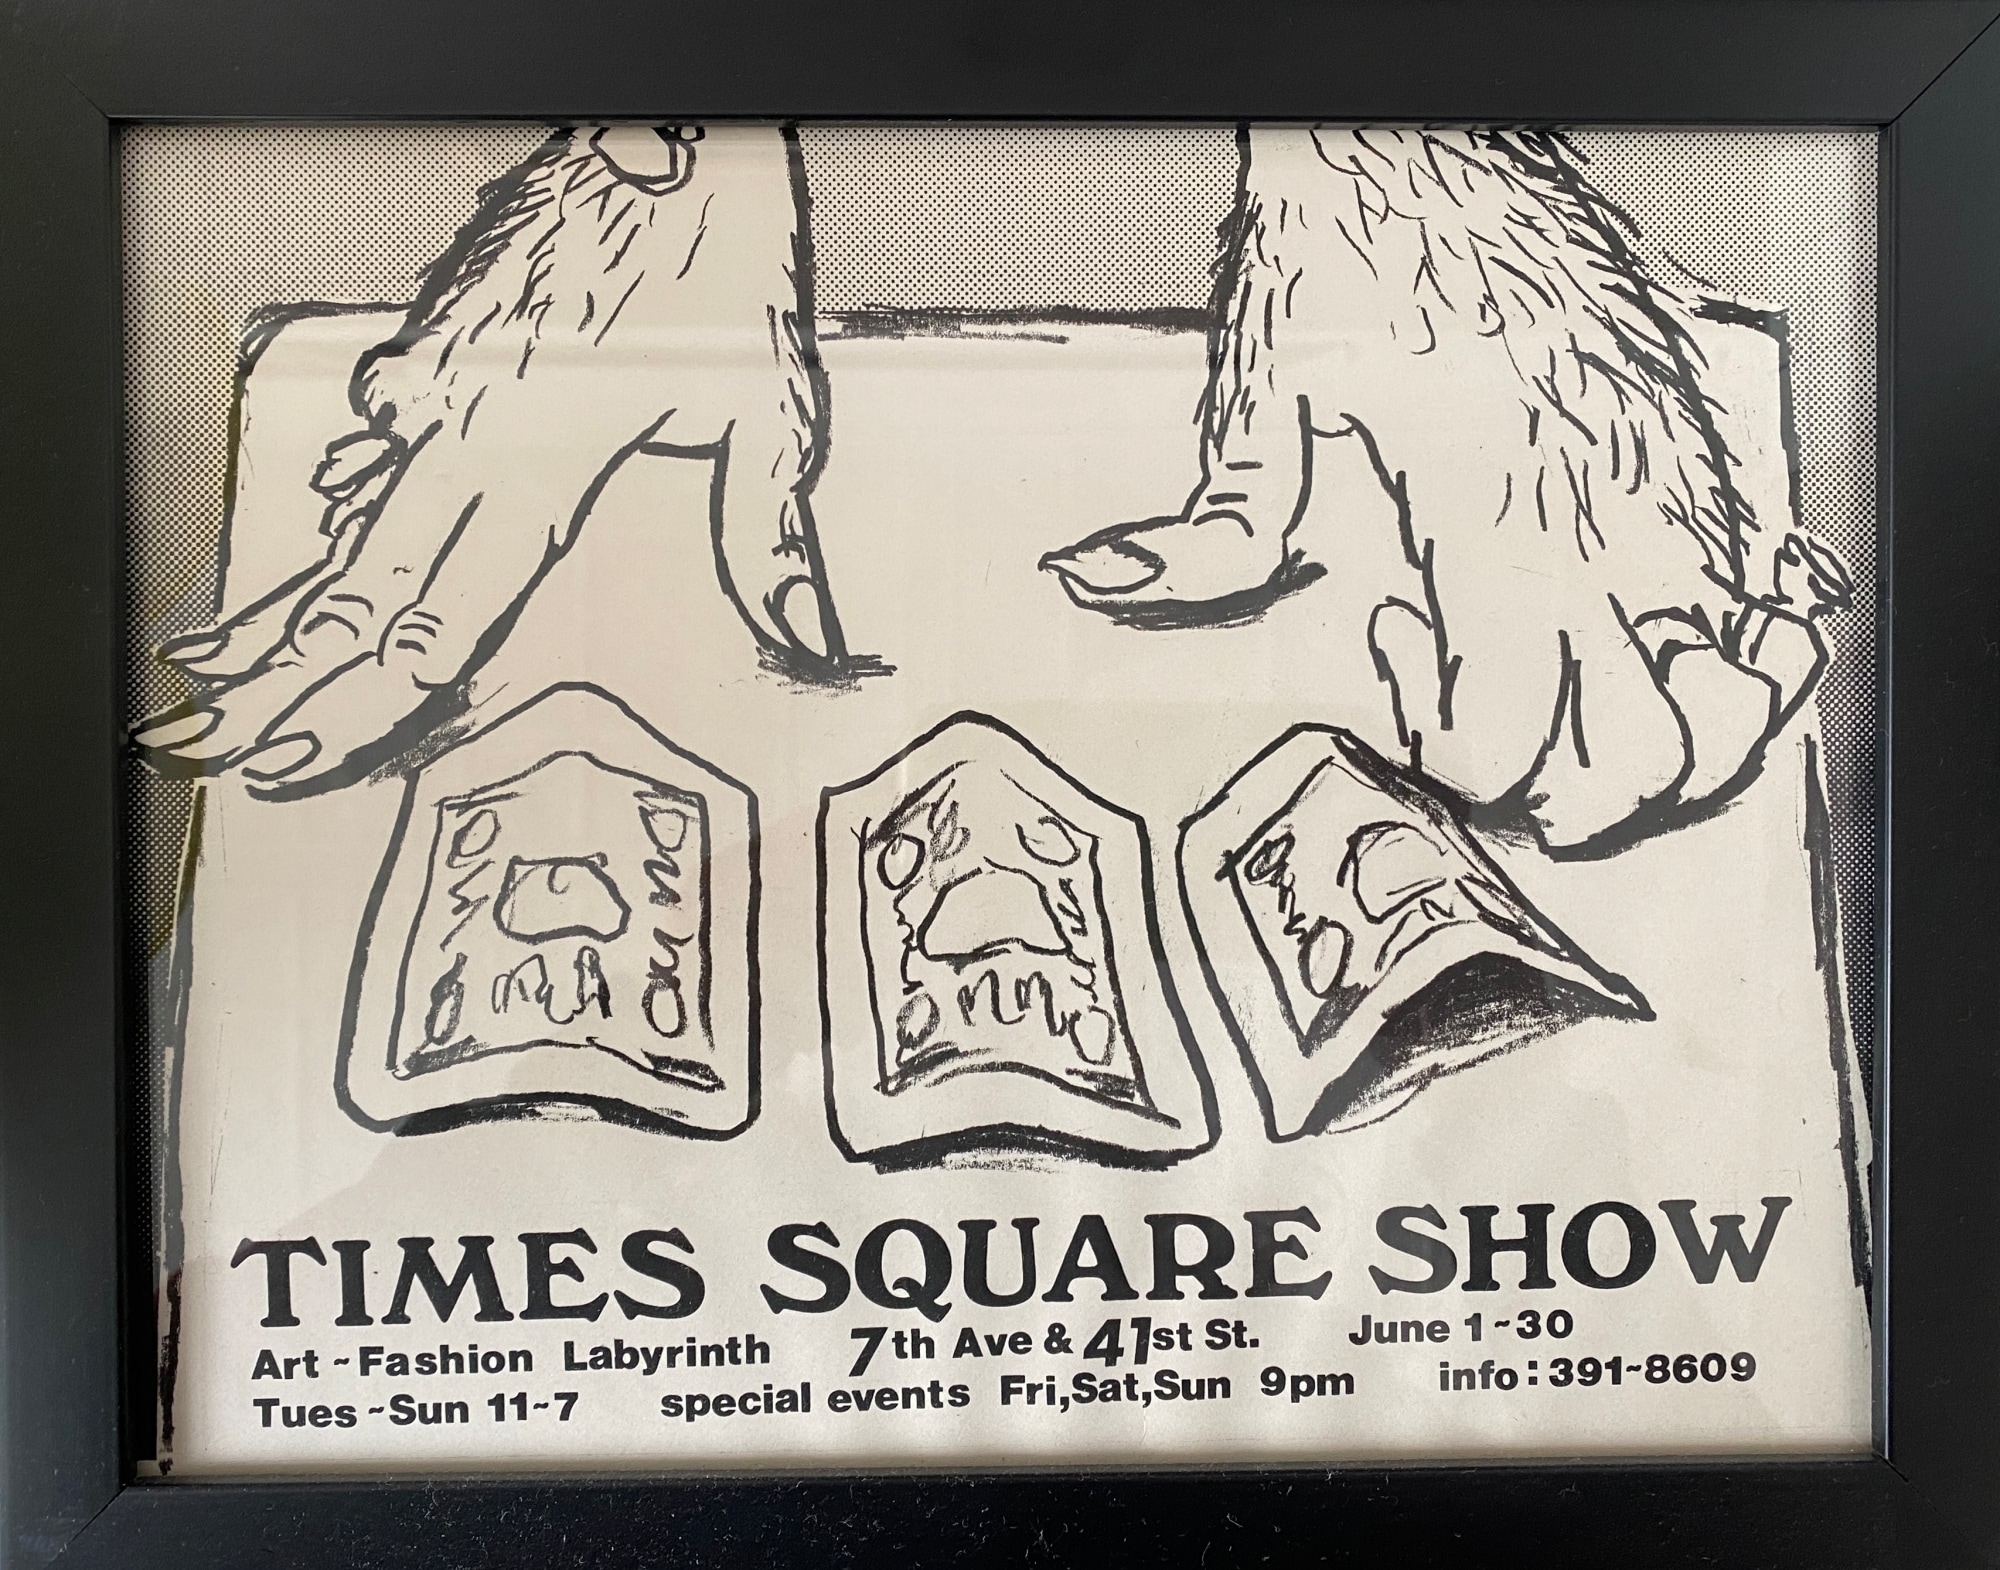 TIMES SQUARE SHOW
Art ~ Fashion Labyrinth 7th Ave & 41st St. June 1~30
Tues ~Sun 11~7 special events Fri,Sat,Sun 9pm info:391~8609